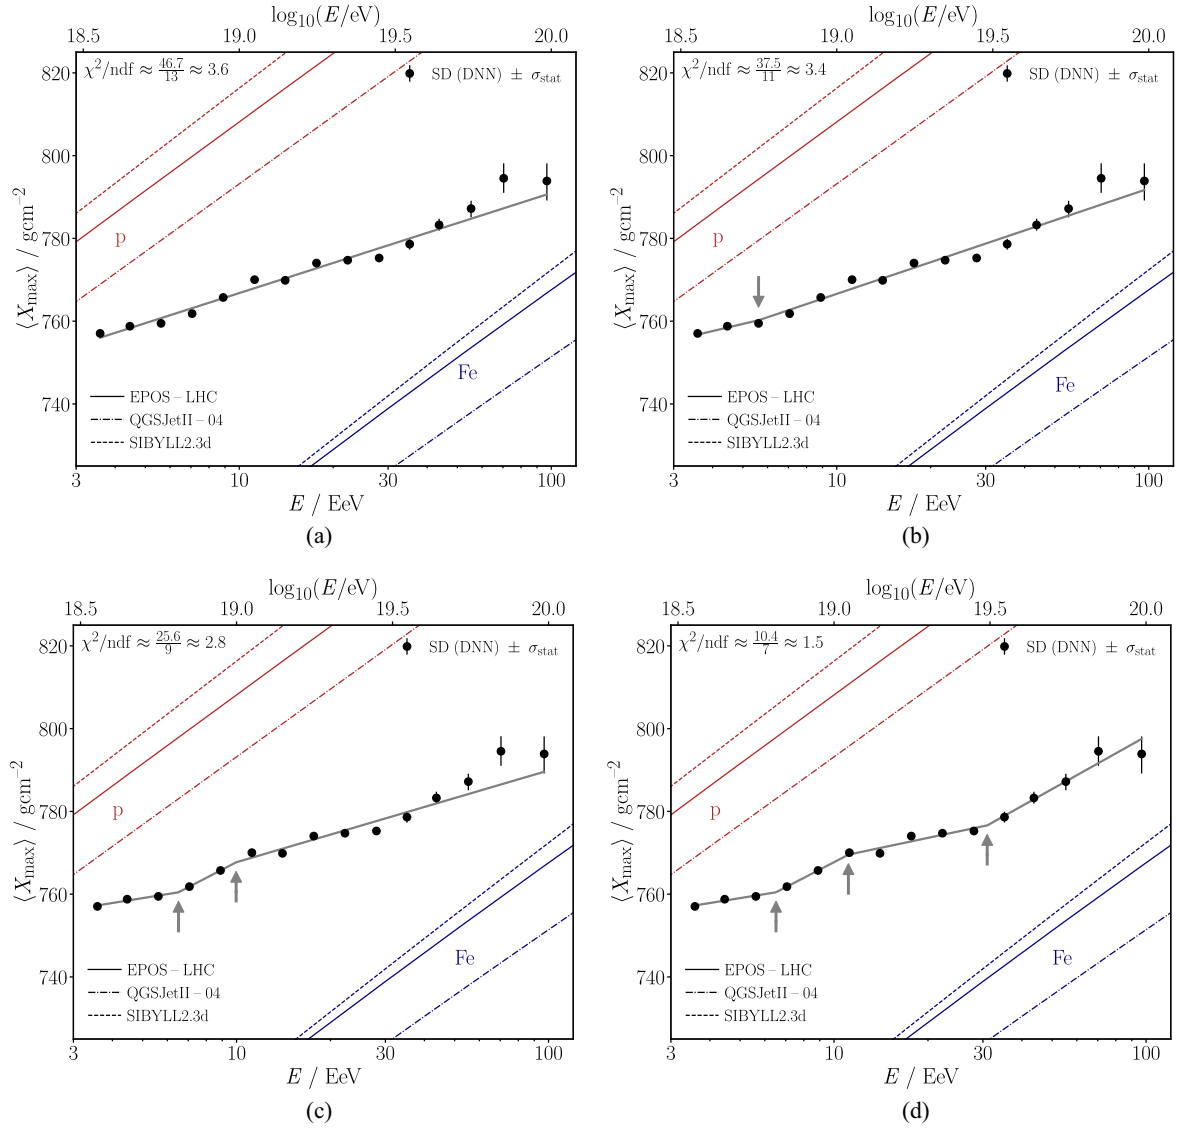 log₁₀(E/eV)
18.5 19.0 19.5 20.0
χ²/ndf ≈ 46.7/13 ≈ 3.6
SD (DNN) ± σstat
820
800
780
760
740
⟨Xmax⟩ / gcm⁻²
p
Fe
EPOS – LHC
QGSJetII – 04
SIBYLL2.3d
3 10 30 100
E / EeV
(a)
log₁₀(E/eV)
18.5 19.0 19.5 20.0
χ²/ndf ≈ 37.5/11 ≈ 3.4
SD (DNN) ± σstat
820
800
780
760
740
⟨Xmax⟩ / gcm⁻²
p
Fe
EPOS – LHC
QGSJetII – 04
SIBYLL2.3d
3 10 30 100
E / EeV
(b)
log₁₀(E/eV)
18.5 19.0 19.5 20.0
χ²/ndf ≈ 25.6/9 ≈ 2.8
SD (DNN) ± σstat
820
800
780
760
740
⟨Xmax⟩ / gcm⁻²
p
Fe
EPOS – LHC
QGSJetII – 04
SIBYLL2.3d
3 10 30 100
E / EeV
(c)
log₁₀(E/eV)
18.5 19.0 19.5 20.0
χ²/ndf ≈ 10.4/7 ≈ 1.5
SD (DNN) ± σstat
820
800
780
760
740
⟨Xmax⟩ / gcm⁻²
p
Fe
EPOS – LHC
QGSJetII – 04
SIBYLL2.3d
3 10 30 100
E / EeV
(d)